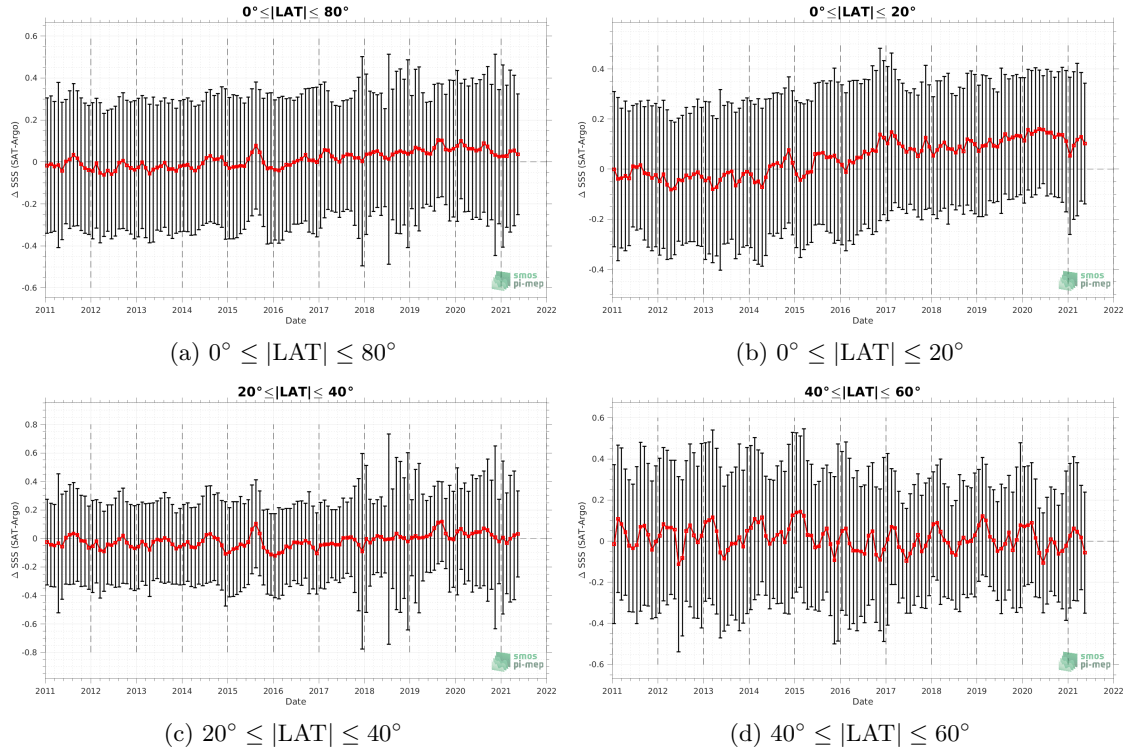 0°≤|LAT|≤ 80°
Δ SSS (SAT-Argo)
0.6
0.4
0.2
0
-0.2
-0.4
-0.6
2011 2012 2013 2014 2015 2016 2017 2018 2019 2020 2021 2022
Date
smos
pi-mep
(a) 0° ≤ |LAT| ≤ 80°
0°≤|LAT|≤ 20°
Δ SSS (SAT-Argo)
0.4
0.2
0
-0.2
-0.4
2011 2012 2013 2014 2015 2016 2017 2018 2019 2020 2021 2022
Date
smos
pi-mep
(b) 0° ≤ |LAT| ≤ 20°
20°≤|LAT|≤ 40°
Δ SSS (SAT-Argo)
0.8
0.6
0.4
0.2
0
-0.2
-0.4
-0.6
-0.8
2011 2012 2013 2014 2015 2016 2017 2018 2019 2020 2021 2022
Date
smos
pi-mep
(c) 20° ≤ |LAT| ≤ 40°
40°≤|LAT|≤ 60°
Δ SSS (SAT-Argo)
0.6
0.4
0.2
0
-0.2
-0.4
-0.6
2011 2012 2013 2014 2015 2016 2017 2018 2019 2020 2021 2022
Date
smos
pi-mep
(d) 40° ≤ |LAT| ≤ 60°